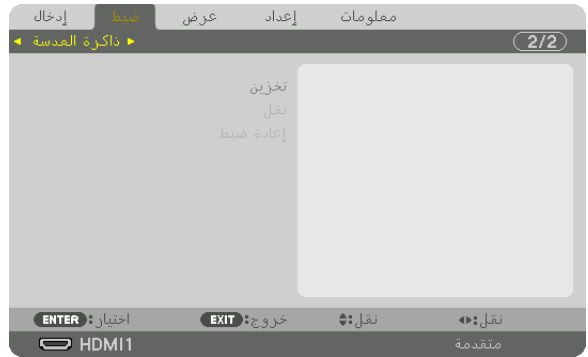 إدخال ضبط عرض إعداد معلومات
ذاكرة العدسة 2/2
تخزين
نقل
إعادة ضبط
ENTER:اختيار EXIT:خروج نقل: نقل:
HDMI1 متقدمة